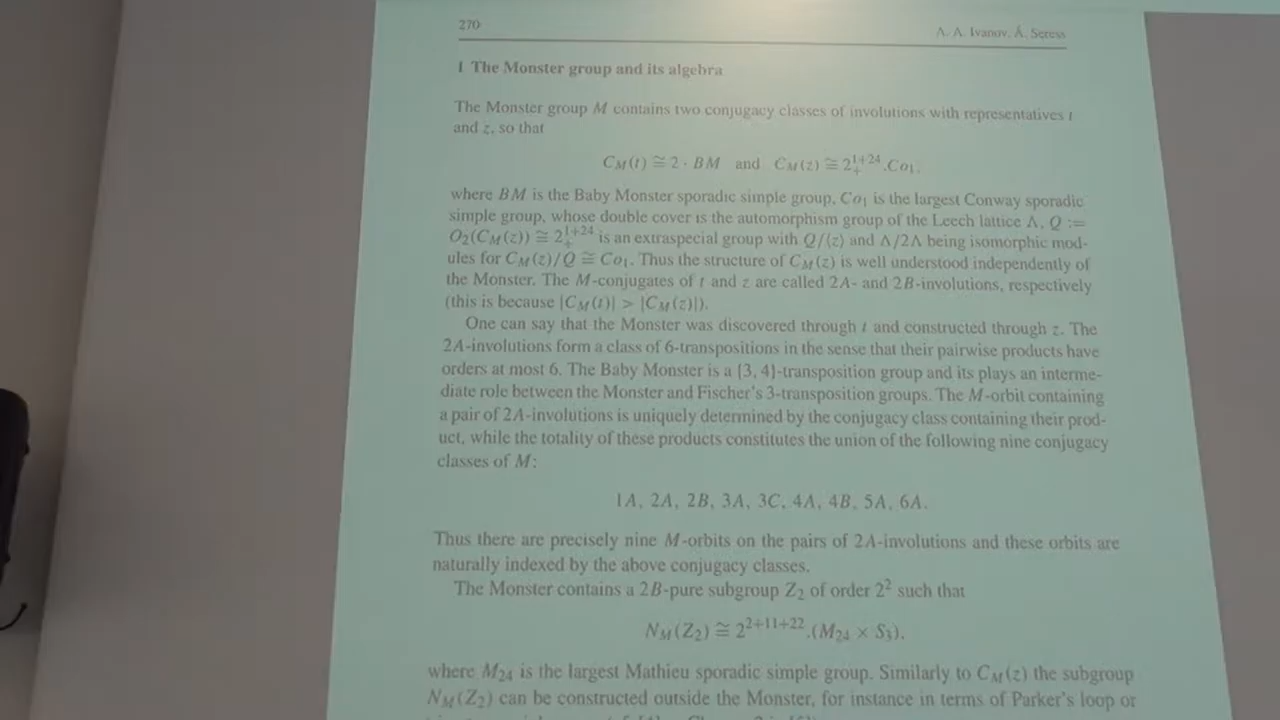 270
A. A. Ivanov, Á. Seress
1 The Monster group and its algebra
The Monster group M contains two conjugacy classes of involutions with representatives t
and z, so that
C_M(t) ≅ 2 · BM and C_M(z) ≅ 2_+^{1+24}.Co_1,
where BM is the Baby Monster sporadic simple group, Co_1 is the largest Conway sporadic
simple group, whose double cover is the automorphism group of the Leech lattice Λ, Q :=
O_2(C_M(z)) ≅ 2_+^{1+24} is an extraspecial group with Q/⟨z⟩ and Λ/2Λ being isomorphic mod-
ules for C_M(z)/Q ≅ Co_1. Thus the structure of C_M(z) is well understood independently of
the Monster. The M-conjugates of t and z are called 2A- and 2B-involutions, respectively
(this is because |C_M(t)| > |C_M(z)|).
One can say that the Monster was discovered through t and constructed through z. The
2A-involutions form a class of 6-transpositions in the sense that their pairwise products have
orders at most 6. The Baby Monster is a {3, 4}-transposition group and its plays an interme-
diate role between the Monster and Fischer's 3-transposition groups. The M-orbit containing
a pair of 2A-involutions is uniquely determined by the conjugacy class containing their prod-
uct, while the totality of these products constitutes the union of the following nine conjugacy
classes of M:
1A, 2A, 2B, 3A, 3C, 4A, 4B, 5A, 6A.
Thus there are precisely nine M-orbits on the pairs of 2A-involutions and these orbits are
naturally indexed by the above conjugacy classes.
The Monster contains a 2B-pure subgroup Z_2 of order 2^2 such that
N_M(Z_2) ≅ 2^{2+11+22}.(M_{24} × S_3),
where M_{24} is the largest Mathieu sporadic simple group. Similarly to C_M(z) the subgroup
N_M(Z_2) can be constructed outside the Monster, for instance in terms of Parker's loop or